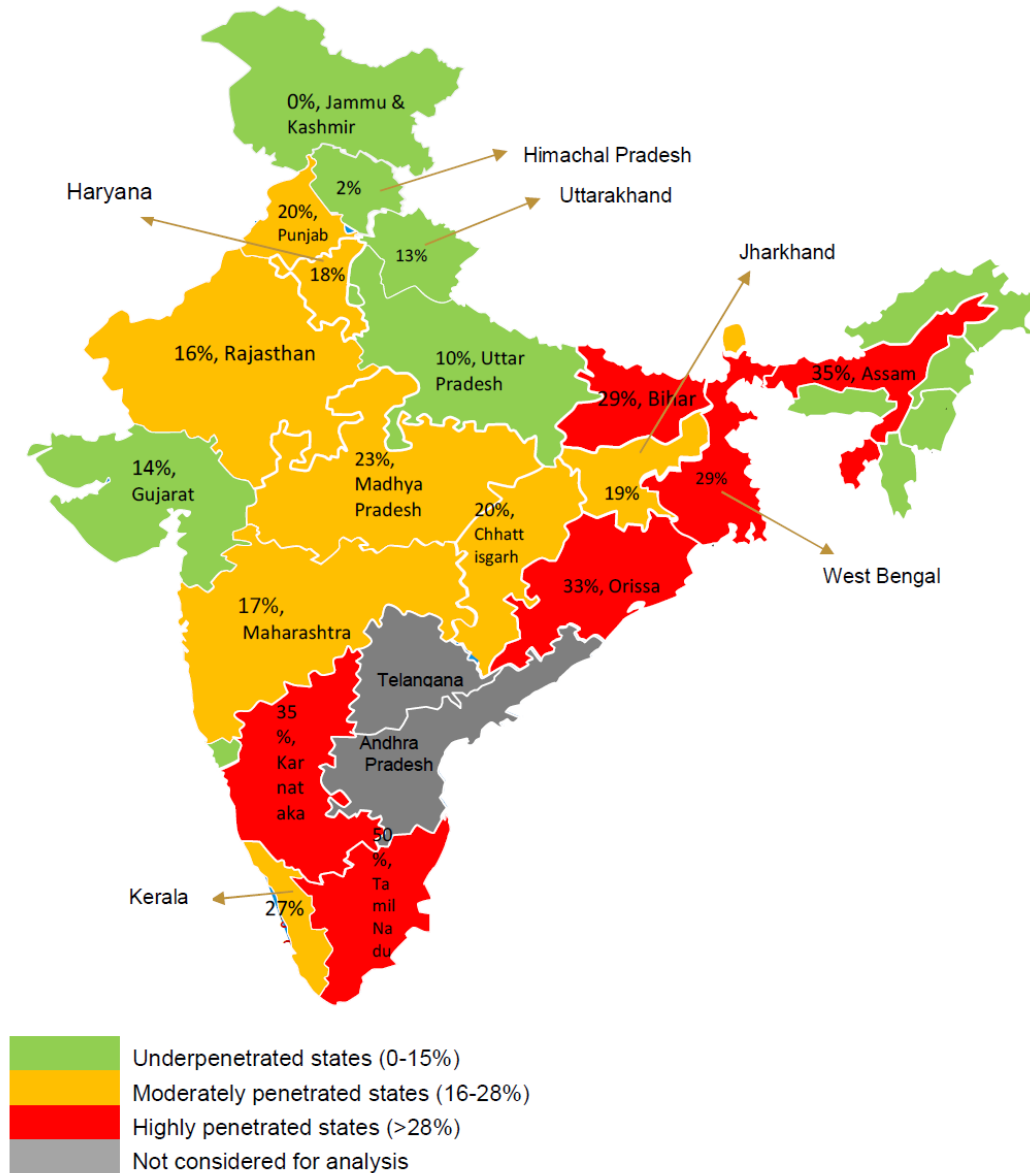 0%, Jammu &
Kashmir
Himachal Pradesh
2%
Haryana
Uttarakhand
20%,
Punjab
13%
Jharkhand
18%
16%, Rajasthan
10%, Uttar
Pradesh
35%, Assam
29%, Bihar
14%,
Gujarat
23%,
Madhya
Pradesh
20%,
Chhatt
isgarh
19%
29%
West Bengal
33%, Orissa
17%,
Maharashtra
Telangana
35
%,
Kar
nat
aka
Andhra
Pradesh
50
%,
Ta
mil
Na
du
Kerala
27%
Underpenetrated states (0-15%)
Moderately penetrated states (16-28%)
Highly penetrated states (>28%)
Not considered for analysis